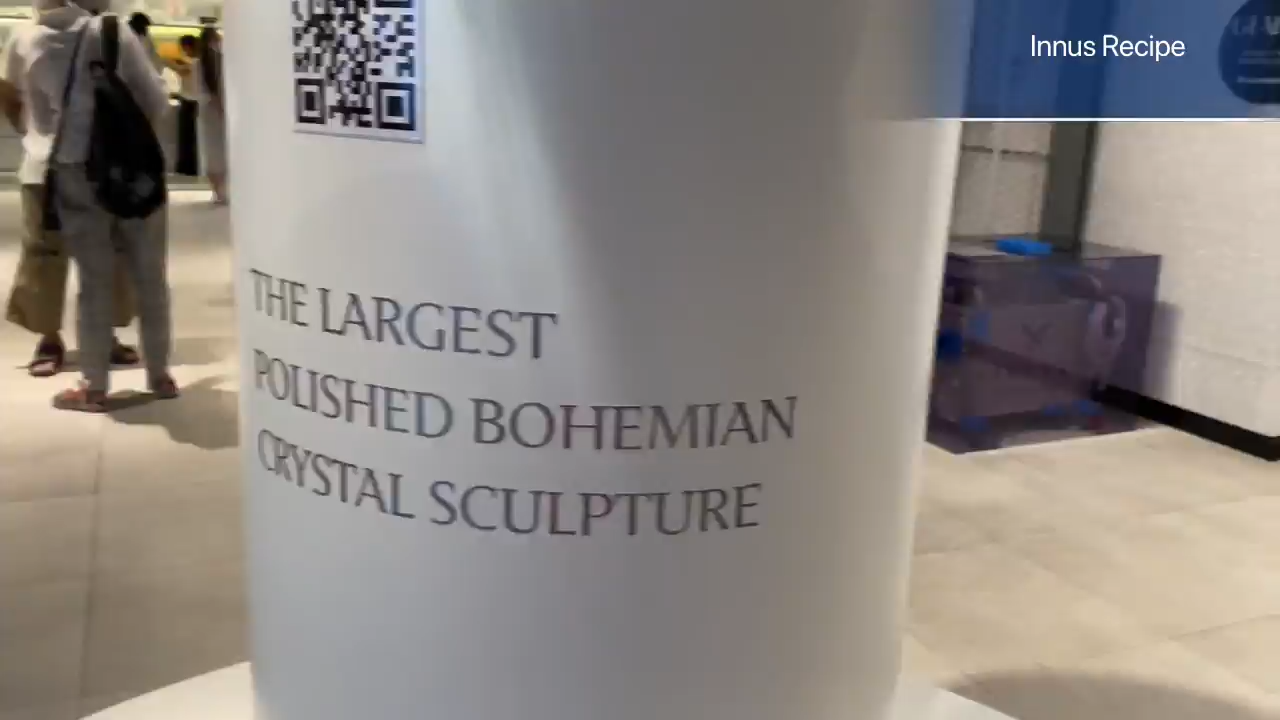 Innus Recipe
THE LARGEST
POLISHED BOHEMIAN
CRYSTAL SCULPTURE